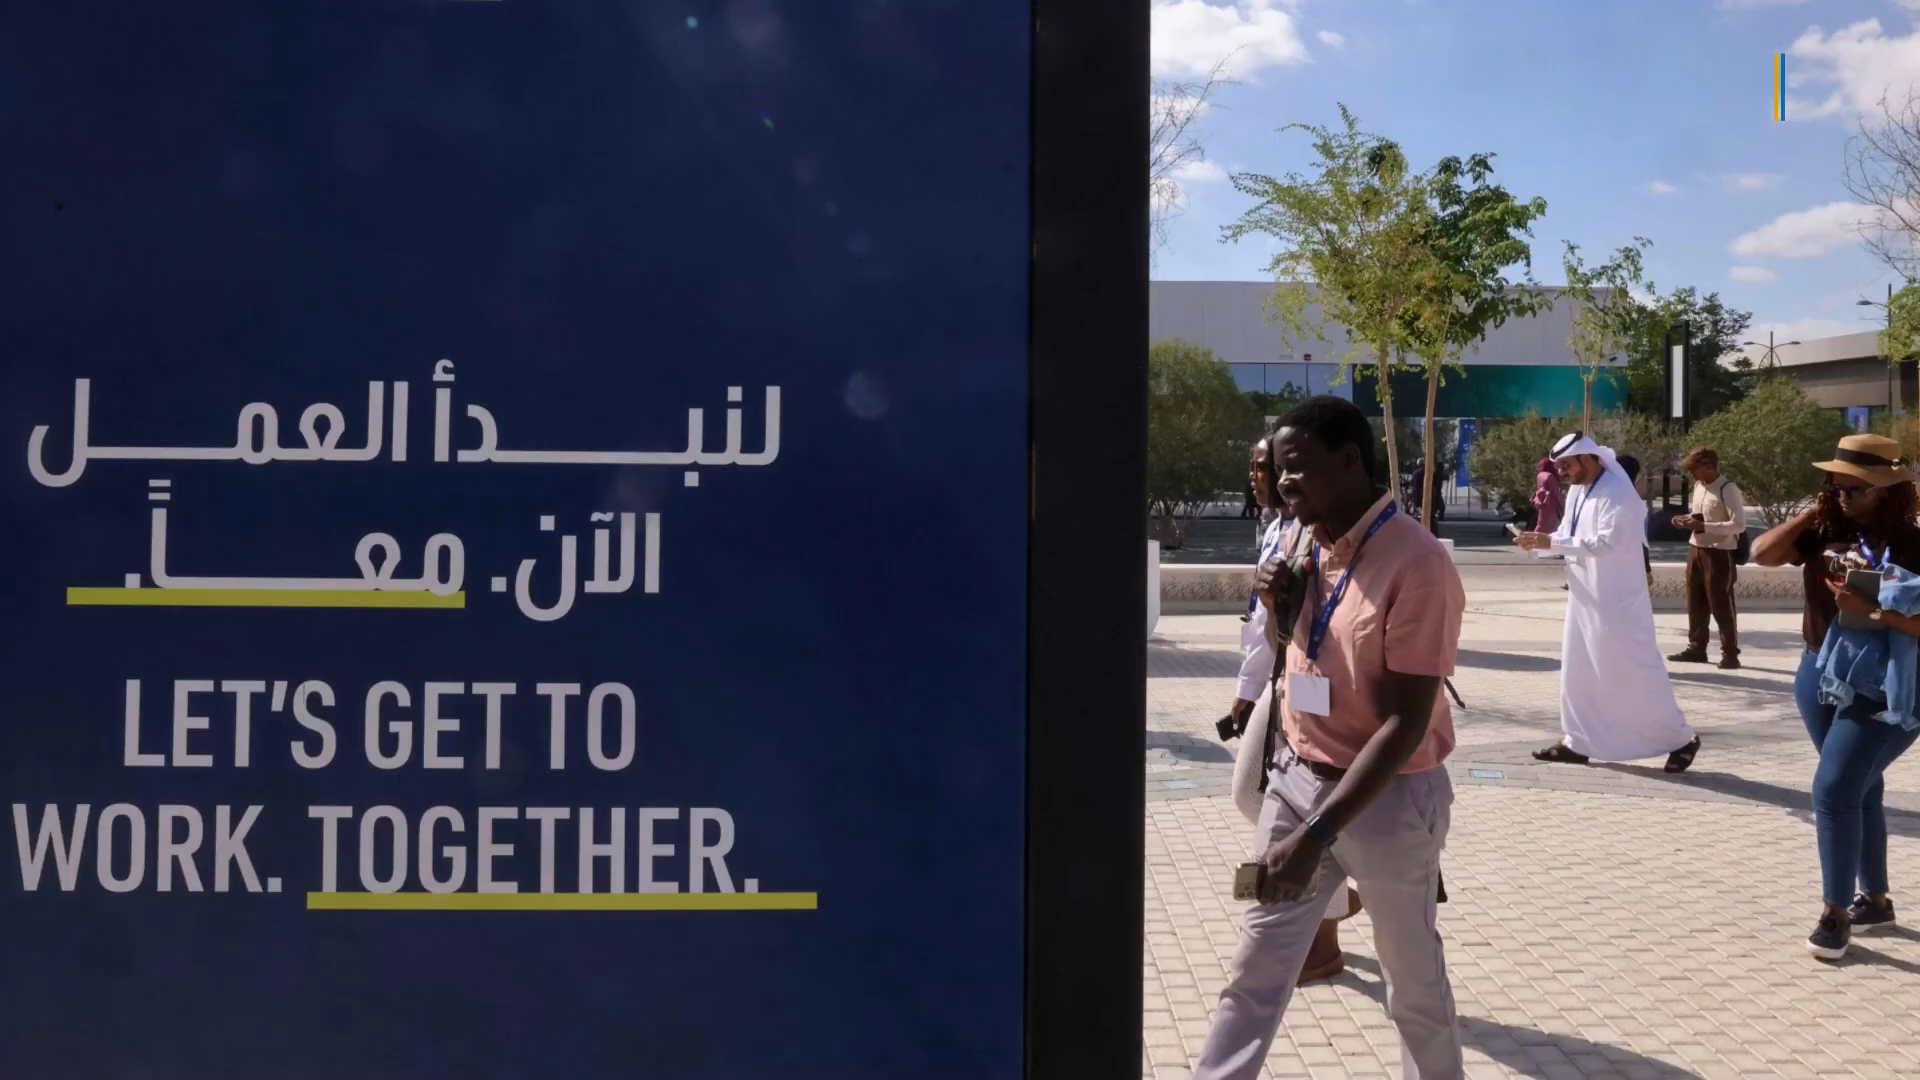 لنبدأ العمل
الآن. معاً.
LET'S GET TO
WORK. TOGETHER.